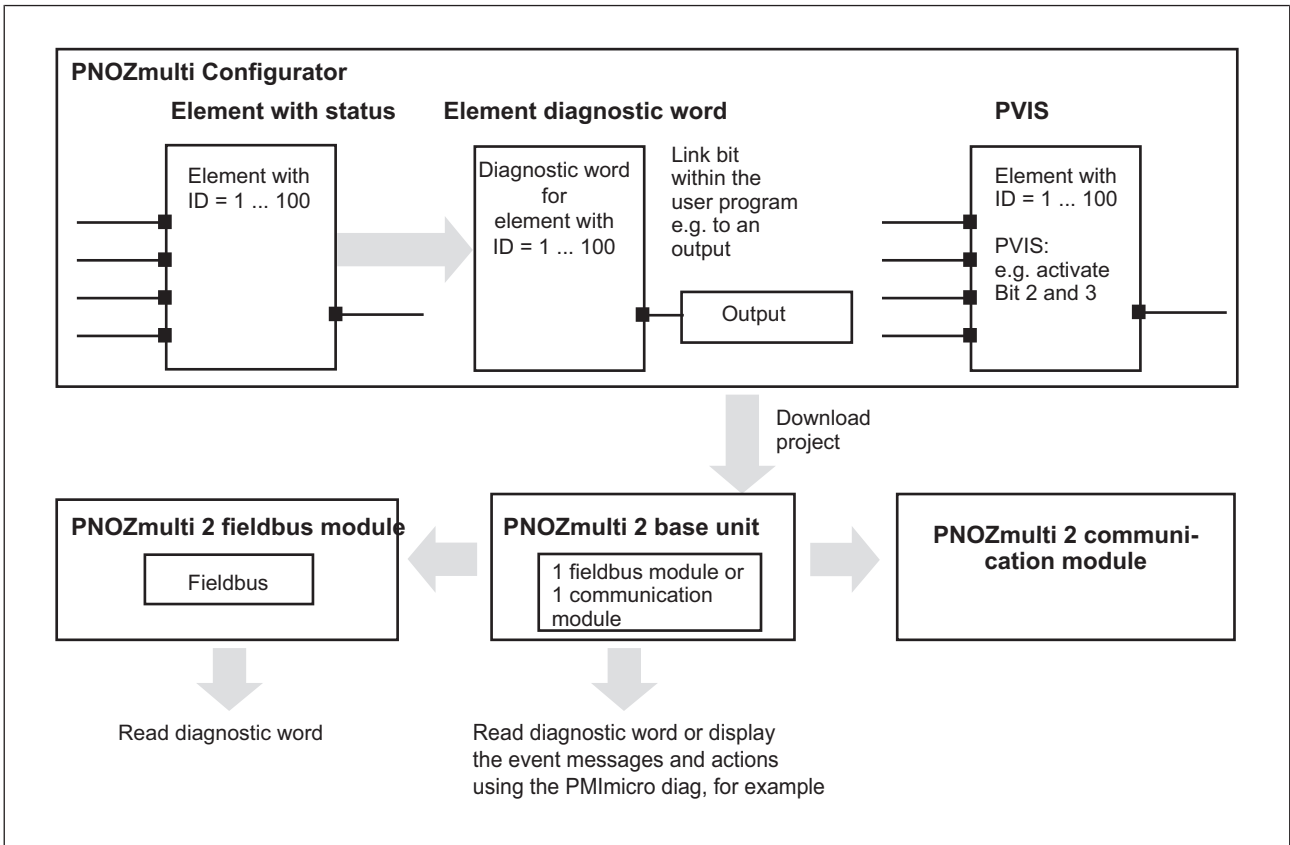 PNOZmulti Configurator
Element with status
Element with
ID = 1 ... 100
Element diagnostic word
Diagnostic word
for
element with
ID = 1 ... 100
Link bit
within the
user program
e.g. to an
output
Output
PVIS
Element with
ID = 1 ... 100
PVIS:
e.g. activate
Bit 2 and 3
Download
project
PNOZmulti 2 fieldbus module
Fieldbus
PNOZmulti 2 base unit
1 fieldbus module or
1 communication
module
PNOZmulti 2 communi-
cation module
Read diagnostic word
Read diagnostic word or display
the event messages and actions
using the PMImicro diag, for example